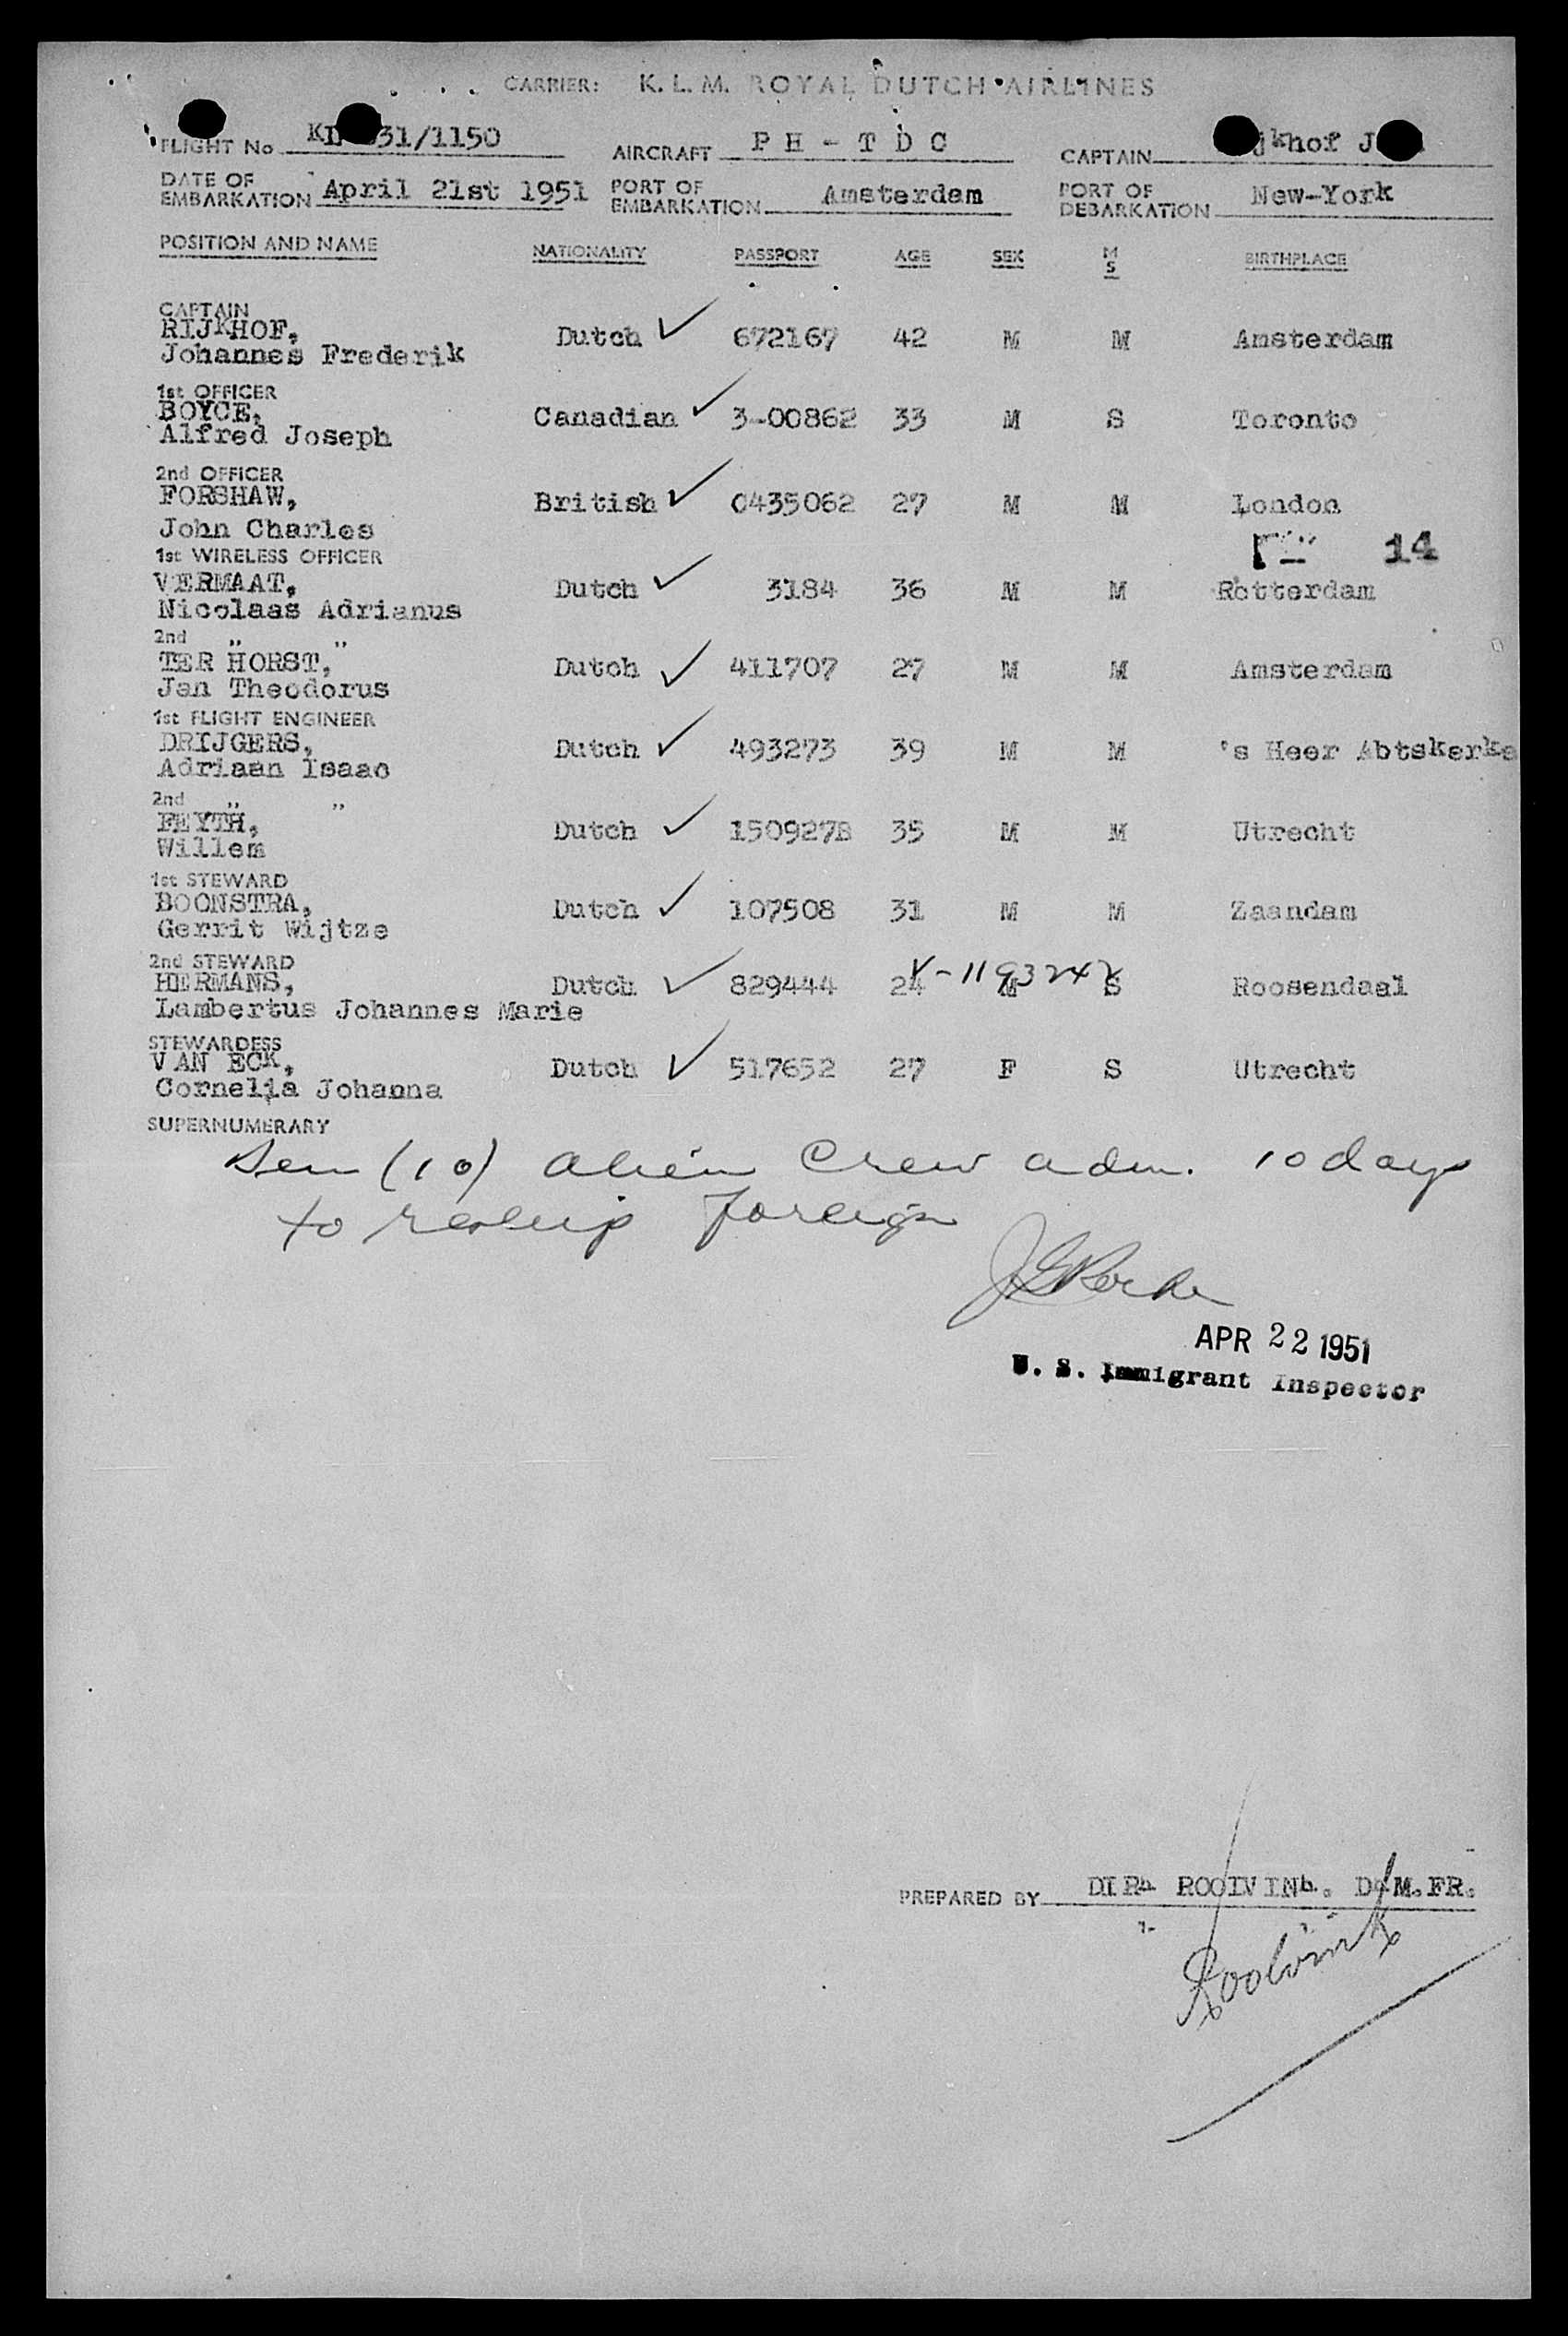 CARRIER: K. L. M. ROYAL DUTCH AIRLINES
FLIGHT No 31/1150 AIRCRAFT PH - TDC CAPTAIN jkhof J
DATE OF EMBARKATION April 21st 1951 PORT OF EMBARKATION Amsterdam PORT OF DEBARKATION New-York
POSITION AND NAME NATIONALITY PASSPORT AGE SEX M S BIRTHPLACE
CAPTAIN
RIJKHOF, Dutch ✓ 672167 42 M M Amsterdam
Johannes Frederik
1st OFFICER
BOYCE, Canadian ✓ 3-00862 33 M S Toronto
Alfred Joseph
2nd OFFICER
FORSHAW, British ✓ 0435062 27 M M London
John Charles
14
1st WIRELESS OFFICER
VERMAAT, Dutch ✓ 3184 36 M M Rotterdam
Nicolaas Adrianus
2nd " "
TER HORST, Dutch ✓ 411707 27 M M Amsterdam
Jan Theodorus
1st FLIGHT ENGINEER
DRIJGERS, Dutch ✓ 493273 39 M M 's Heer Abtskerke
Adriaan Isaac
2nd " "
FEYTH, Dutch ✓ 150927B 35 M M Utrecht
Willem
1st STEWARD
BOONSTRA, Dutch ✓ 107508 31 M M Zaandam
Gerrit Wijtze
2nd STEWARD
V-1193242
HERMANS, Dutch ✓ 829444 24 M S Roosendaal
Lambertus Johannes Marie
STEWARDESS
VAN ECK, Dutch ✓ 517652 27 F S Utrecht
Cornelia Johanna
SUPERNUMERARY
(10) alien Crew adm. 10 days
to reship foreign
APR 22 1951
U. S. Immigrant Inspector
PREPARED BY ROOLVINk. D.M.FR.
Roolvink